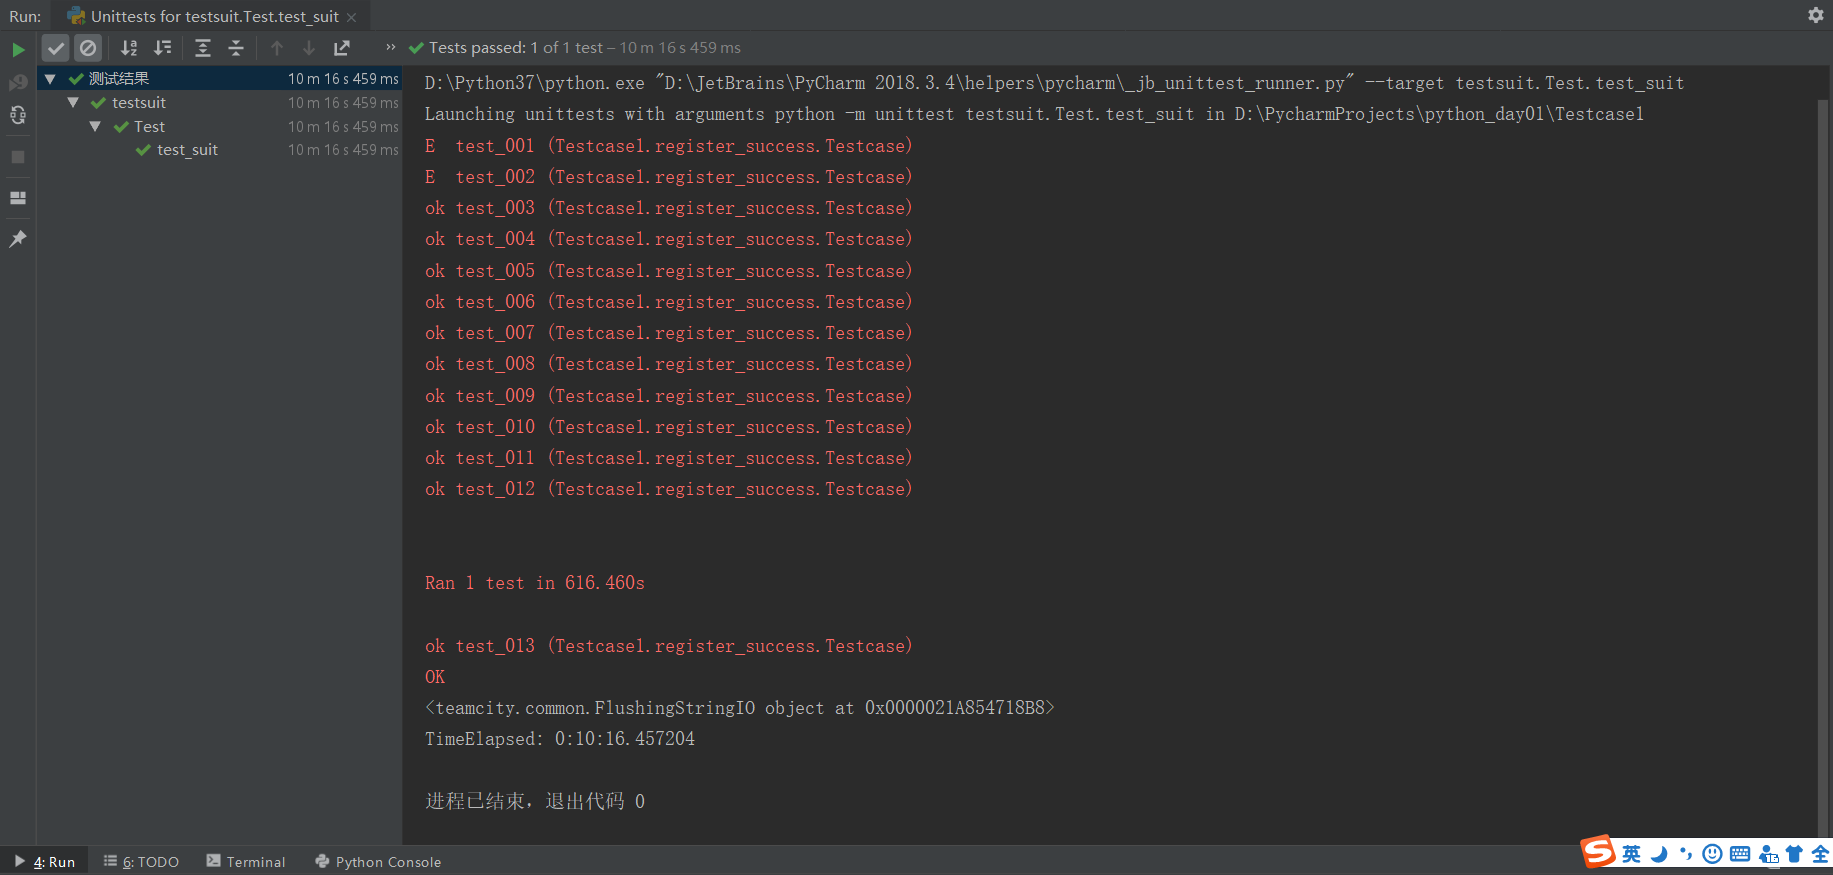 Run: Unittests for testsuit.Test.test_suit
Tests passed: 1 of 1 test – 10 m 16 s 459 ms
测试结果 10 m 16 s 459 ms
testsuit 10 m 16 s 459 ms
Test 10 m 16 s 459 ms
test_suit 10 m 16 s 459 ms
D:\Python37\python.exe "D:\JetBrains\PyCharm 2018.3.4\helpers\pycharm\_jb_unittest_runner.py" --target testsuit.Test.test_suit
Launching unittests with arguments python -m unittest testsuit.Test.test_suit in D:\PycharmProjects\python_day01\Testcase1
E  test_001 (Testcase1.register_success.Testcase)
E  test_002 (Testcase1.register_success.Testcase)
ok test_003 (Testcase1.register_success.Testcase)
ok test_004 (Testcase1.register_success.Testcase)
ok test_005 (Testcase1.register_success.Testcase)
ok test_006 (Testcase1.register_success.Testcase)
ok test_007 (Testcase1.register_success.Testcase)
ok test_008 (Testcase1.register_success.Testcase)
ok test_009 (Testcase1.register_success.Testcase)
ok test_010 (Testcase1.register_success.Testcase)
ok test_011 (Testcase1.register_success.Testcase)
ok test_012 (Testcase1.register_success.Testcase)
Ran 1 test in 616.460s
ok test_013 (Testcase1.register_success.Testcase)
OK
<teamcity.common.FlushingStringIO object at 0x0000021A854718B8>
TimeElapsed: 0:10:16.457204
进程已结束，退出代码 0
4: Run 6: TODO Terminal Python Console
英 全